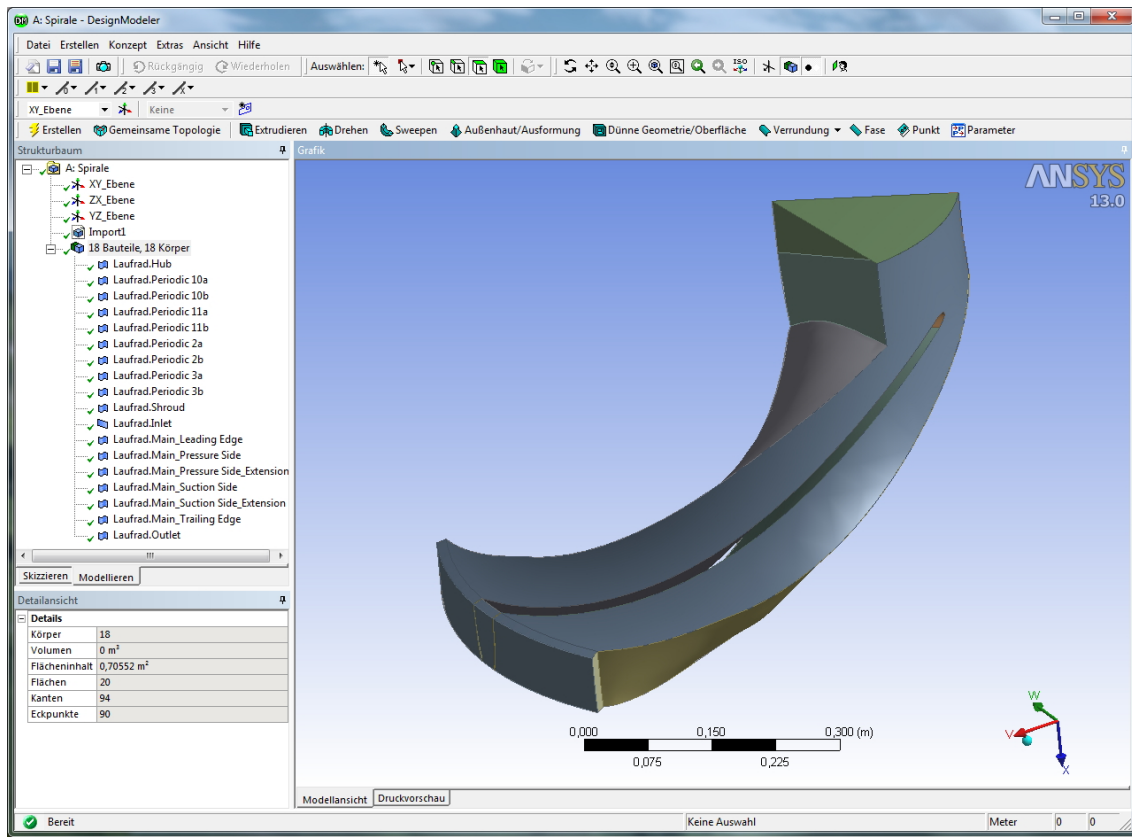 A: Spirale - DesignModeler
Datei Erstellen Konzept Extras Ansicht Hilfe
Rückgängig Wiederholen Auswählen: ISO
XY_Ebene Keine
Erstellen Gemeinsame Topologie Extrudieren Drehen Sweepen Außenhaut/Ausformung Dünne Geometrie/Oberfläche Verrundung Fase Punkt Parameter
Strukturbaum
A: Spirale
XY_Ebene
ZX_Ebene
YZ_Ebene
Import1
18 Bauteile, 18 Körper
Laufrad.Hub
Laufrad.Periodic 10a
Laufrad.Periodic 10b
Laufrad.Periodic 11a
Laufrad.Periodic 11b
Laufrad.Periodic 2a
Laufrad.Periodic 2b
Laufrad.Periodic 3a
Laufrad.Periodic 3b
Laufrad.Shroud
Laufrad.Inlet
Laufrad.Main_Leading Edge
Laufrad.Main_Pressure Side
Laufrad.Main_Pressure Side_Extension
Laufrad.Main_Suction Side
Laufrad.Main_Suction Side_Extension
Laufrad.Main_Trailing Edge
Laufrad.Outlet
Skizzieren Modellieren
Detailansicht
Details
Körper 18
Volumen 0 m³
Flächeninhalt 0,70552 m²
Flächen 20
Kanten 94
Eckpunkte 90
Grafik
ANSYS
13.0
0,000 0,150 0,300 (m)
0,075 0,225
W
V
X
Modellansicht Druckvorschau
Bereit Keine Auswahl Meter 0 0